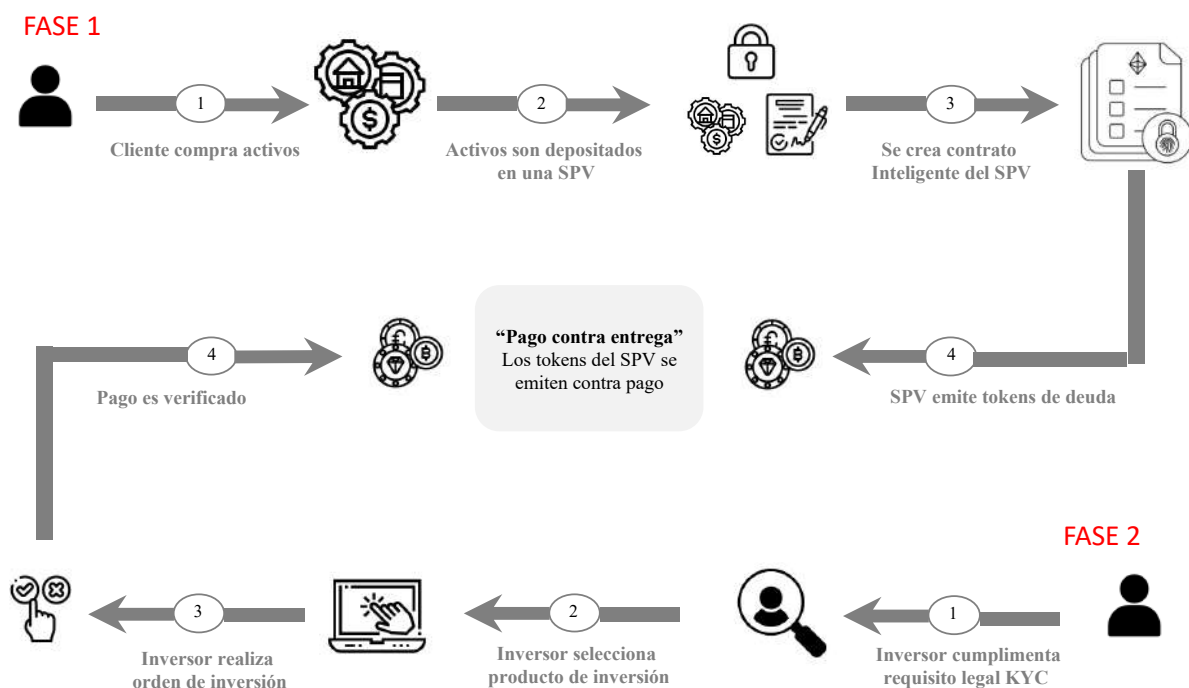 FASE 1
1
Cliente compra activos
2
Activos son depositados
en una SPV
3
Se crea contrato
Inteligente del SPV
4
Pago es verificado
“Pago contra entrega”
Los tokens del SPV se
emiten contra pago
4
SPV emite tokens de deuda
FASE 2
3
Inversor realiza
orden de inversión
2
Inversor selecciona
producto de inversión
1
Inversor cumplimenta
requisito legal KYC